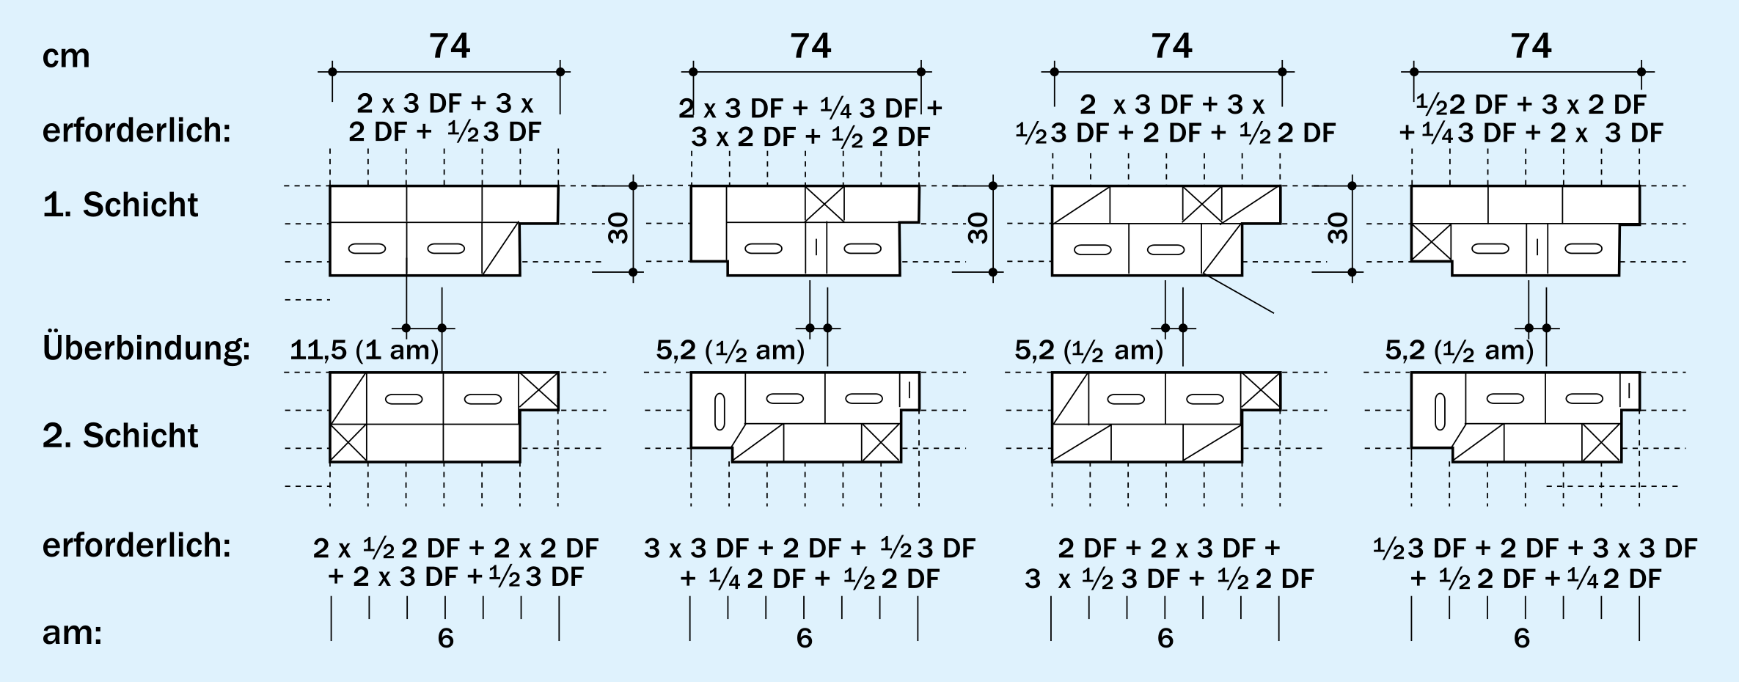 cm 74 74 74 74
erforderlich:
2 x 3 DF + 3 x
2 DF + ½ 3 DF
2 x 3 DF + ¼ 3 DF +
3 x 2 DF + ½ 2 DF
2 x 3 DF + 3 x
½ 3 DF + 2 DF + ½ 2 DF
½ 2 DF + 3 x 2 DF
+ ¼ 3 DF + 2 x 3 DF
1. Schicht 30 30 30
Überbindung: 11,5 (1 am) 5,2 (½ am) 5,2 (½ am) 5,2 (½ am)
2. Schicht
erforderlich:
2 x ½ 2 DF + 2 x 2 DF
+ 2 x 3 DF + ½ 3 DF
3 x 3 DF + 2 DF + ½ 3 DF
+ ¼ 2 DF + ½ 2 DF
2 DF + 2 x 3 DF +
3 x ½ 3 DF + ½ 2 DF
½ 3 DF + 2 DF + 3 x 3 DF
+ ½ 2 DF + ¼ 2 DF
am: 6 6 6 6